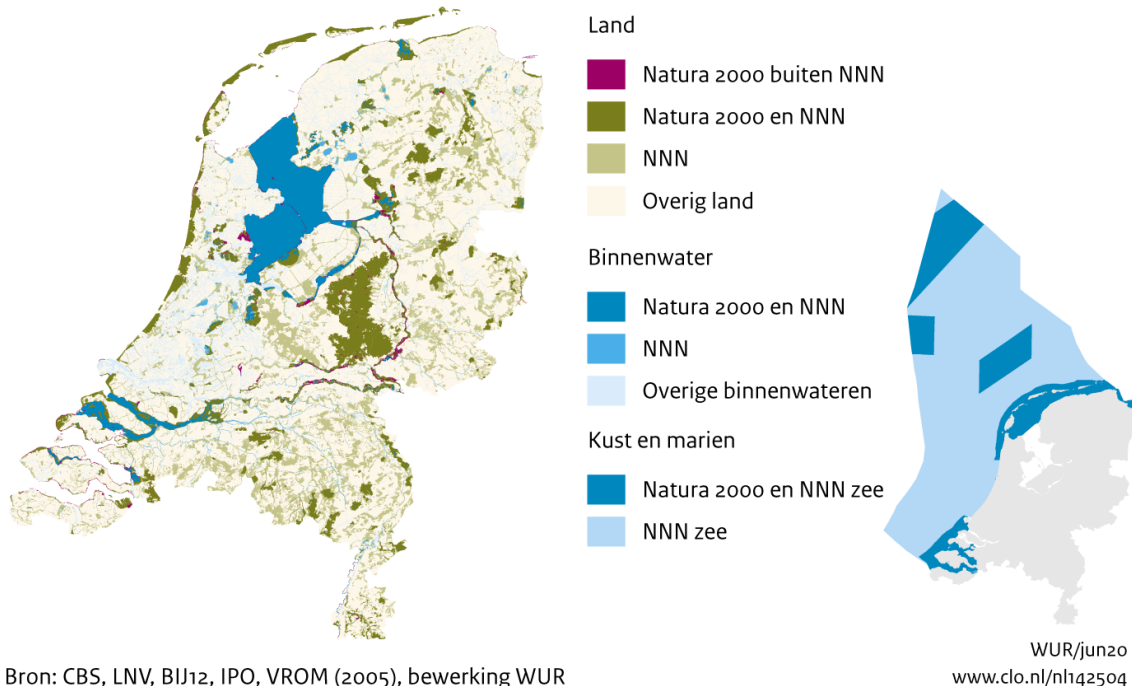 Land
Natura 2000 buiten NNN
Natura 2000 en NNN
NNN
Overig land
Binnenwater
Natura 2000 en NNN
NNN
Overige binnenwateren
Kust en marien
Natura 2000 en NNN zee
NNN zee
WUR/jun20
Bron: CBS, LNV, BIJ12, IPO, VROM (2005), bewerking WUR
www.clo.nl/nl142504